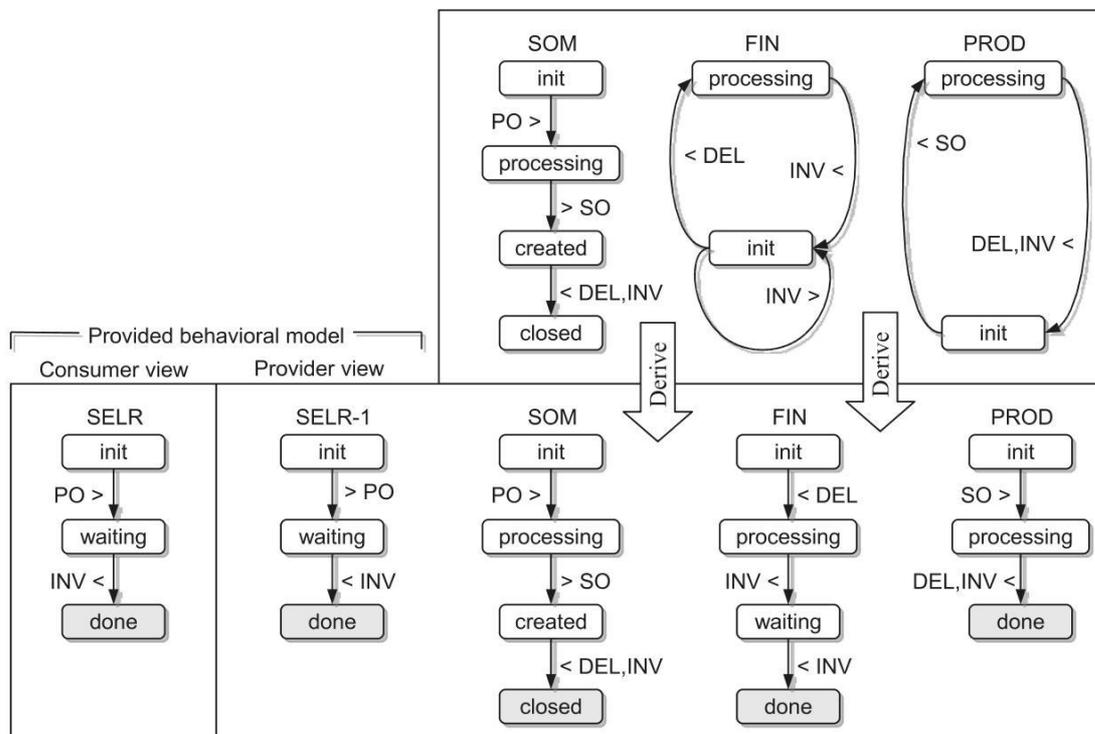 SOM
FIN
PROD
init
processing
processing
PO >
< DEL
INV <
< SO
processing
> SO
created
init
DEL,INV <
< DEL,INV
INV >
closed
init
Provided behavioral model
Consumer view
Provider view
Derive
Derive
SELR
SELR-1
SOM
FIN
PROD
init
init
init
init
init
PO >
> PO
PO >
< DEL
SO >
waiting
waiting
processing
processing
processing
INV <
< INV
> SO
INV <
DEL,INV <
done
done
created
waiting
done
< DEL,INV
< INV
closed
done